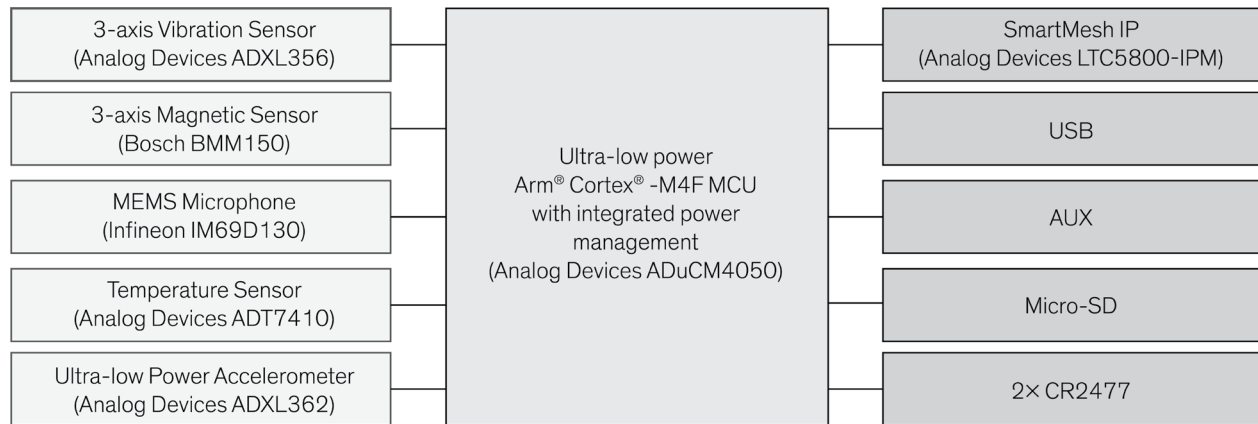 3-axis Vibration Sensor
(Analog Devices ADXL356)
3-axis Magnetic Sensor
(Bosch BMM150)
MEMS Microphone
(Infineon IM69D130)
Temperature Sensor
(Analog Devices ADT7410)
Ultra-low Power Accelerometer
(Analog Devices ADXL362)
Ultra-low power
Arm® Cortex® -M4F MCU
with integrated power
management
(Analog Devices ADuCM4050)
SmartMesh IP
(Analog Devices LTC5800-IPM)
USB
AUX
Micro-SD
2× CR2477